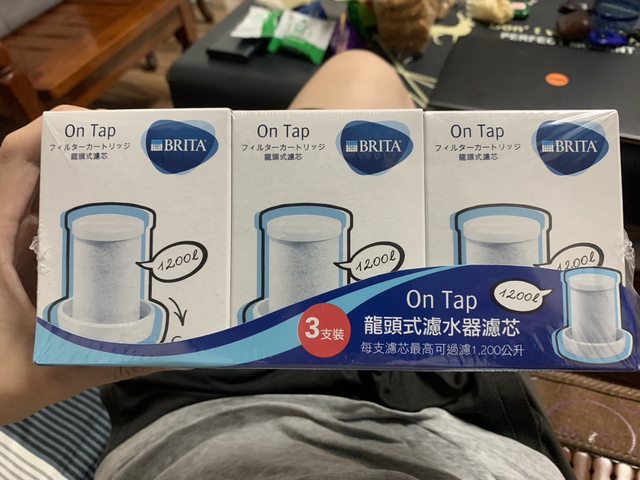 On Tap
フィルターカートリッジ
龍頭式濾芯
BRITA
1200l
On Tap
フィルターカートリッジ
龍頭式濾芯
BRITA
1200l
On Tap
フィルターカートリッジ
龍頭式濾芯
BRITA
1200l
3支裝
On Tap
1200l
龍頭式濾水器濾芯
每支濾芯最高可過濾1,200公升